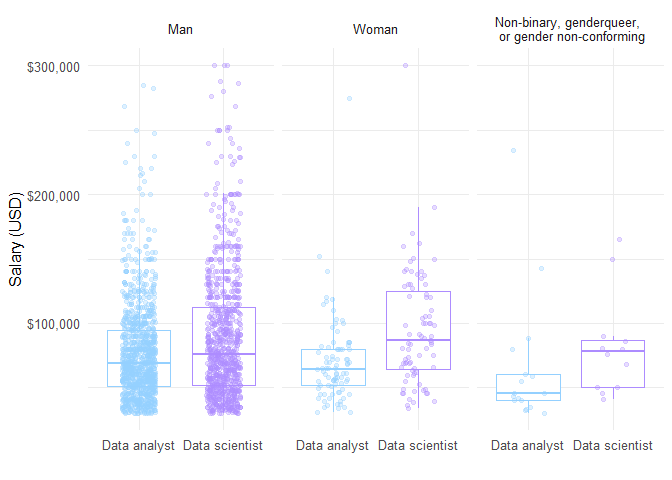 Man
Woman
Non-binary, genderqueer,
or gender non-conforming
$300,000
$200,000
$100,000
Salary (USD)
Data analyst Data scientist
Data analyst Data scientist
Data analyst Data scientist